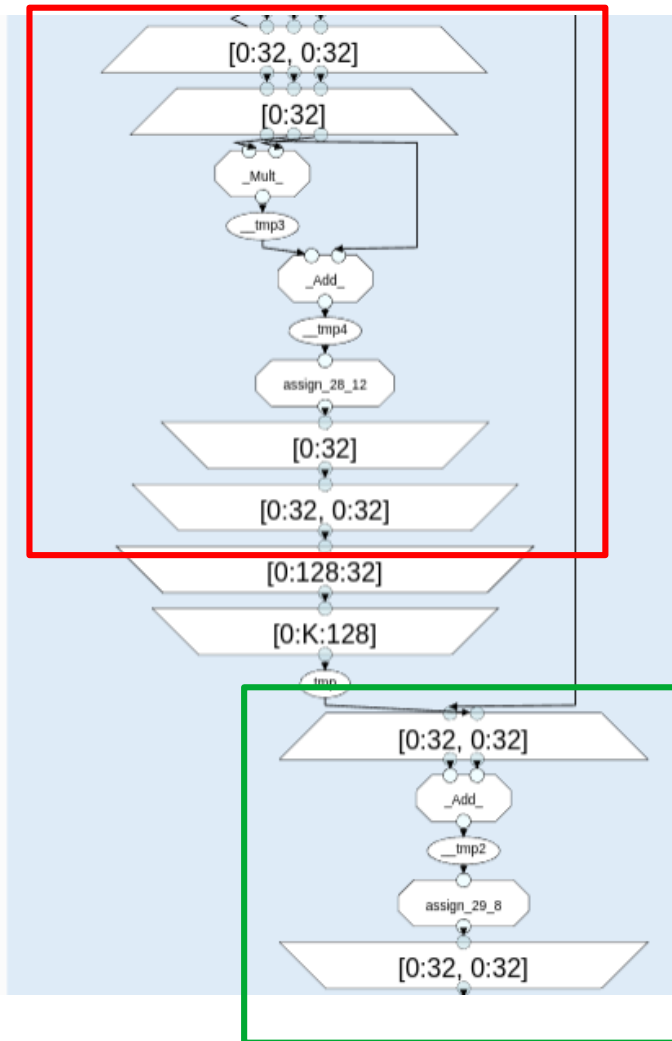 [0:32, 0:32]
[0:32]
_Mult_
__tmp3
_Add_
__tmp4
assign_28_12
[0:32]
[0:32, 0:32]
[0:128:32]
[0:K:128]
tmp
[0:32, 0:32]
_Add_
__tmp2
assign_29_8
[0:32, 0:32]